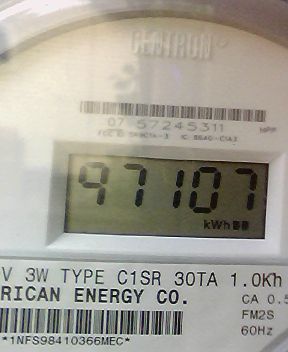 CENTRON®
07 57245311
97107
kWh
V 3W TYPE C1SR 30TA 1.0Kh
RICAN ENERGY CO.
CA 0.5
FM2S
60Hz
*1NFS98410366MEC*